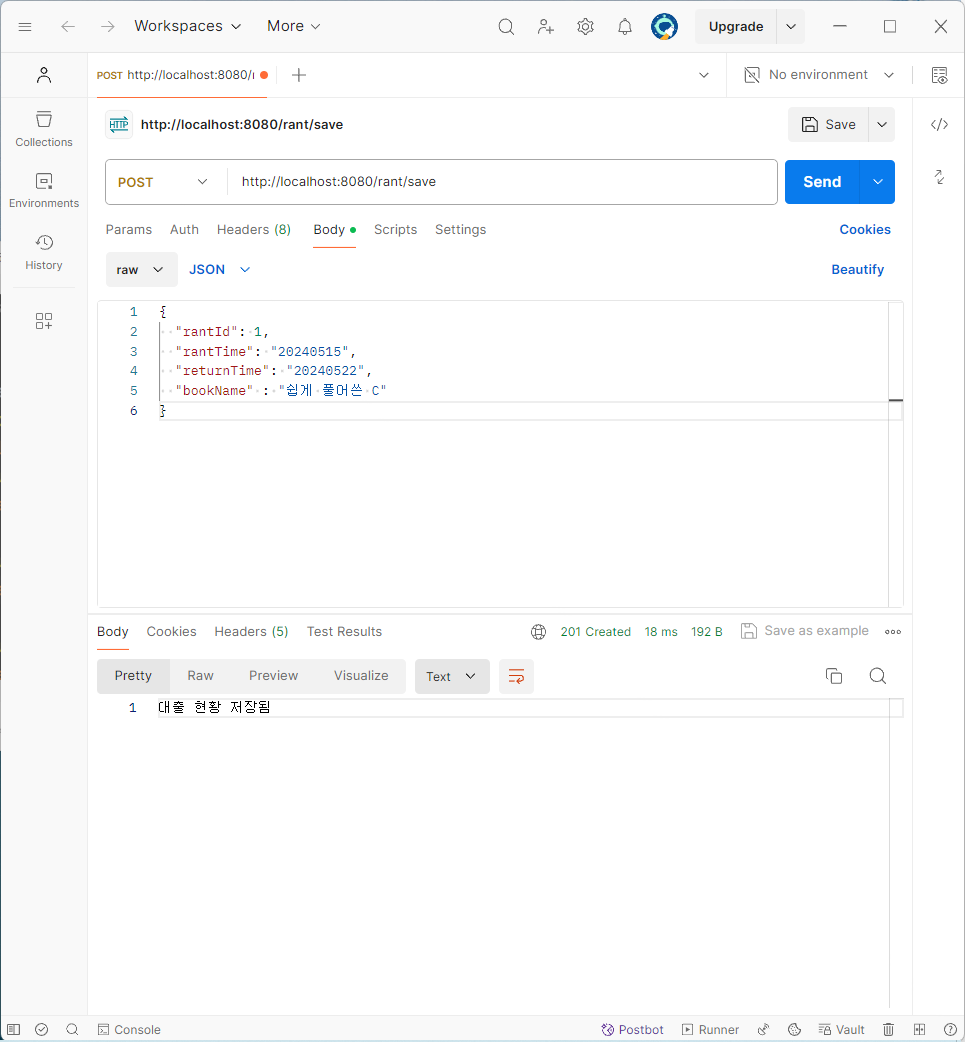 Workspaces More Upgrade
POST http://localhost:8080/r No environment
HTTP http://localhost:8080/rant/save Save
Collections
Environments
History
POST http://localhost:8080/rant/save Send
Params Auth Headers (8) Body Scripts Settings Cookies
raw JSON Beautify
1 {
2 "rantId": 1,
3 "rantTime": "20240515",
4 "returnTime": "20240522",
5 "bookName" : "쉽게 풀어쓴 C"
6 }
Body Cookies Headers (5) Test Results 201 Created 18 ms 192 B Save as example
Pretty Raw Preview Visualize Text
1 대출 현황 저장됨
Console Postbot Runner Vault